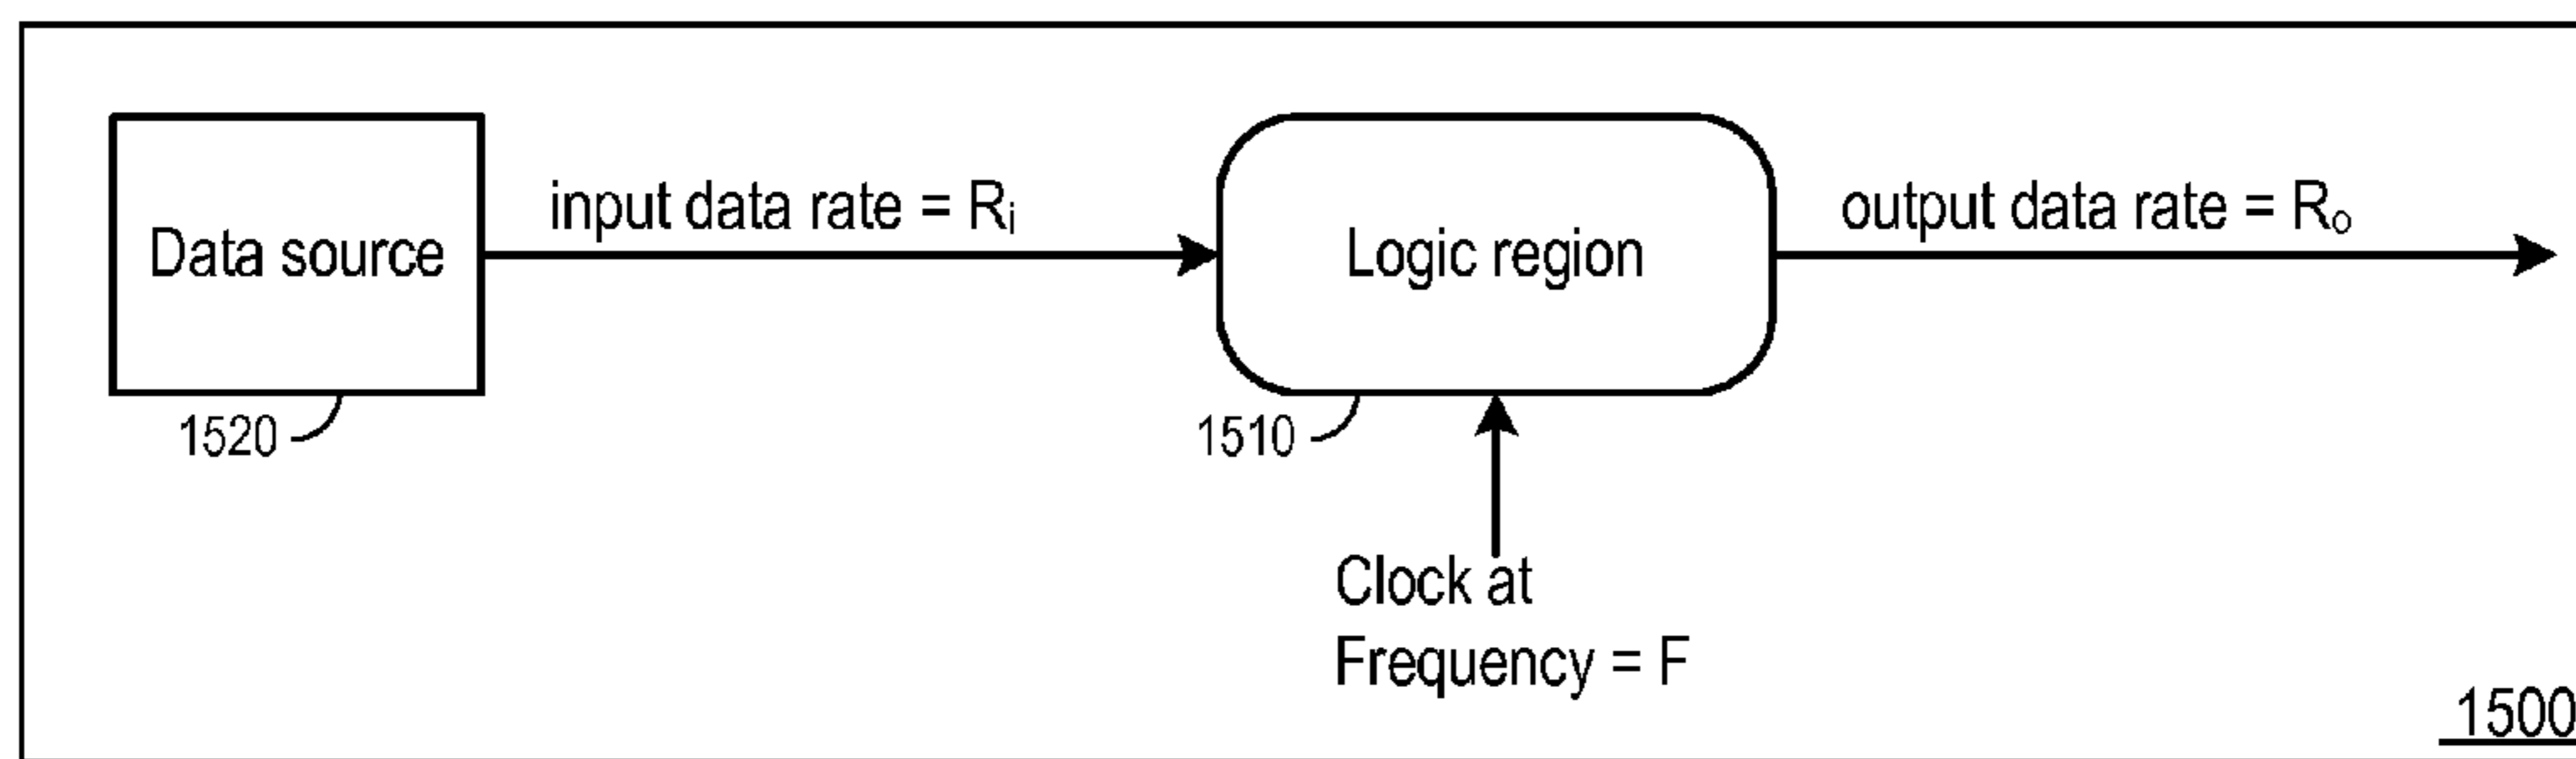 Data source
input data rate = Rᵢ
Logic region
output data rate = Rₒ
1520
1510
Clock at
Frequency = F
1500